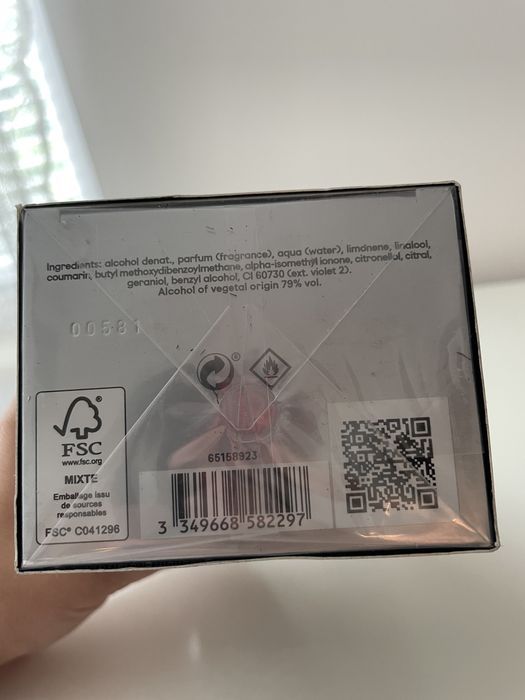 Ingredients: alcohol denat., parfum (fragrance), aqua (water), limonene, linalool,
coumarin, butyl methoxydibenzoylmethane, alpha-isomethyl ionone, citronellol, citral,
geraniol, benzyl alcohol, CI 60730 (ext. violet 2).
Alcohol of vegetal origin 79% vol.
00581
®
FSC
www.fsc.org
MIXTE
Emballage issu
de sources
responsables
FSC® C041296
65158923
3 349668 582297